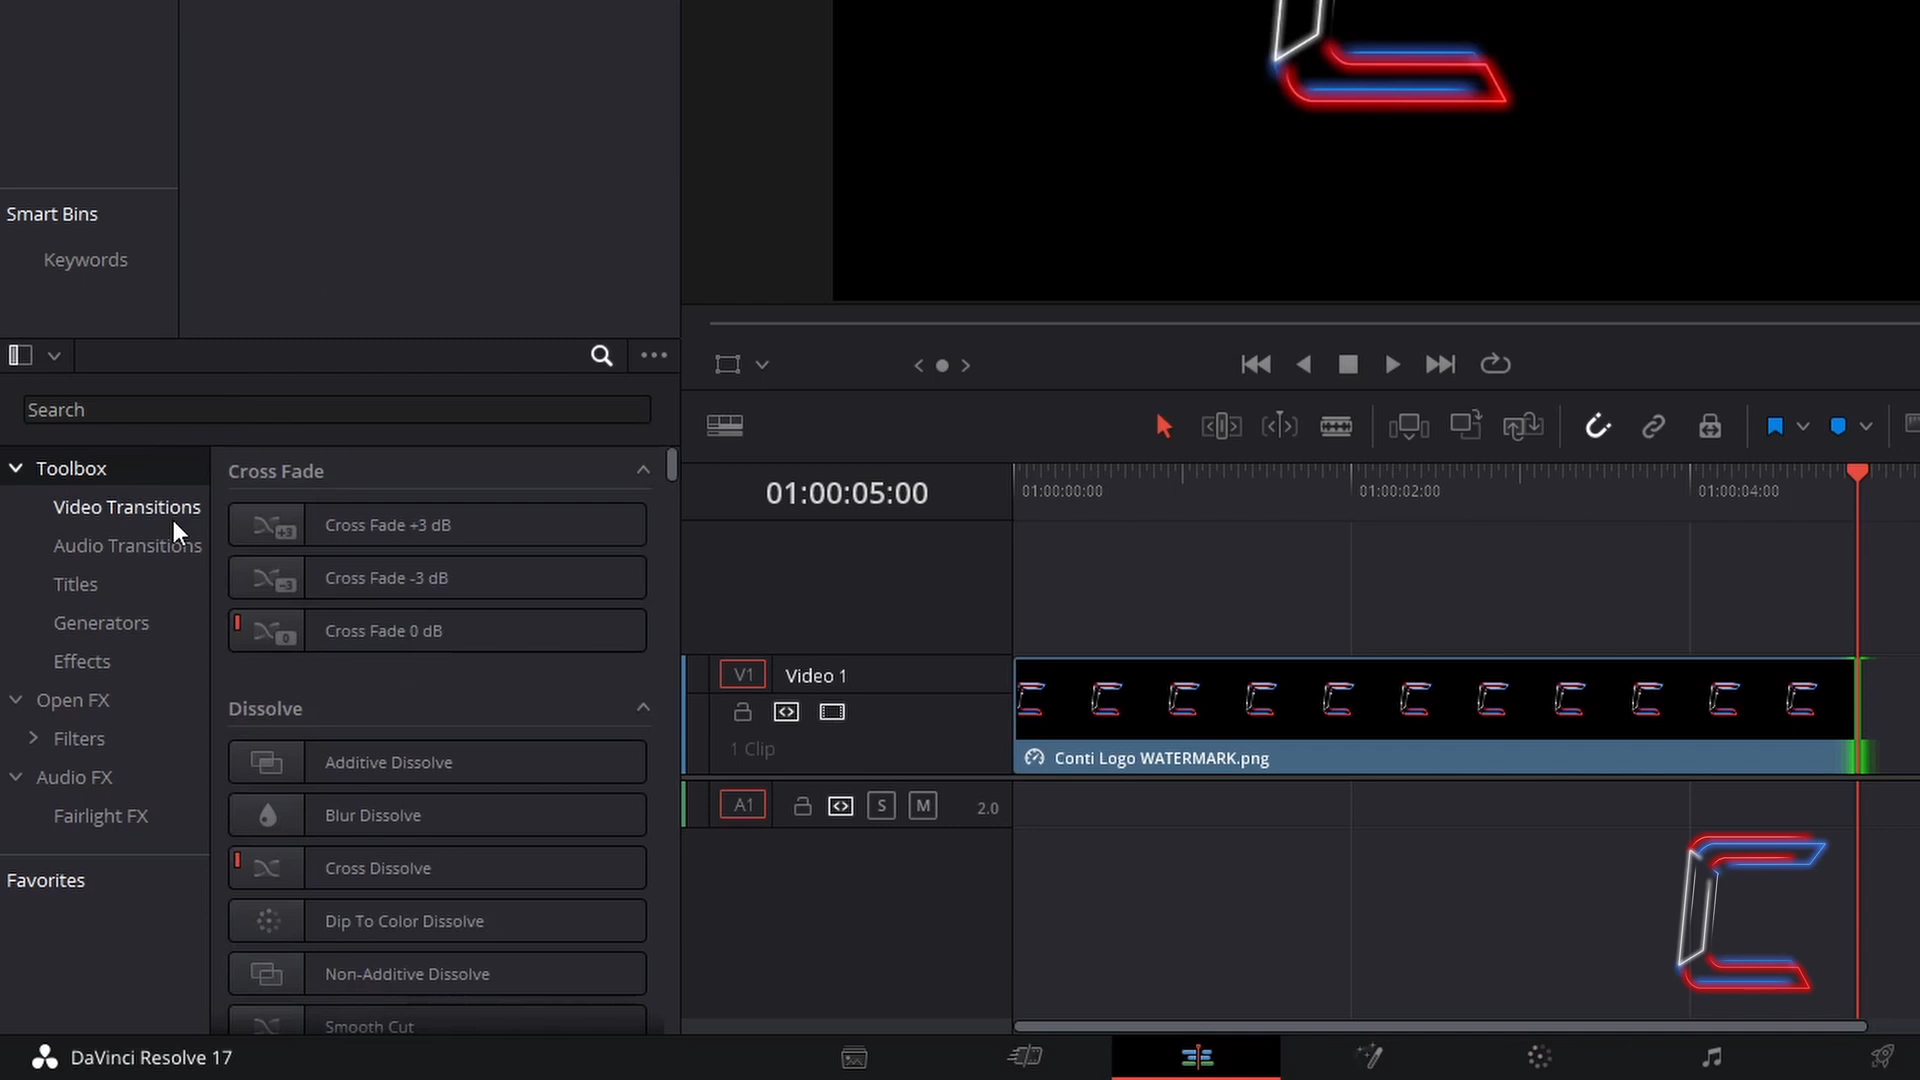 Smart Bins
Keywords
Search
Toolbox
Video Transitions
Audio Transitions
Titles
Generators
Effects
Open FX
Filters
Audio FX
Fairlight FX
Favorites
Cross Fade
+3
Cross Fade +3 dB
-3
Cross Fade -3 dB
0
Cross Fade 0 dB
Dissolve
Additive Dissolve
Blur Dissolve
Cross Dissolve
Dip To Color Dissolve
Non-Additive Dissolve
Smooth Cut
01:00:05:00
01:00:00:00
01:00:02:00
01:00:04:00
V1
Video 1
1 Clip
Conti Logo WATERMARK.png
A1
S
M
2.0
DaVinci Resolve 17